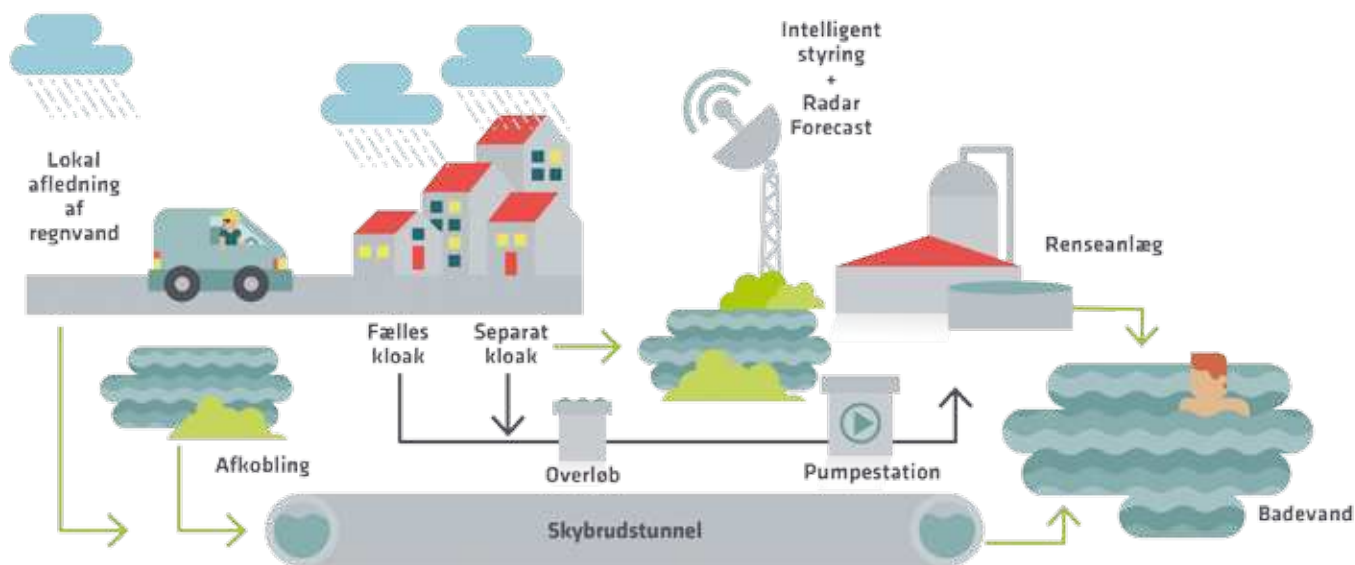 Intelligent
styring
+
Radar
Forecast
Lokal
afledning
af
regnvand
Renseanlæg
Fælles
kloak
Separat
kloak
Afkobling
Overløb
Pumpestation
Skybrudstunnel
Badevand